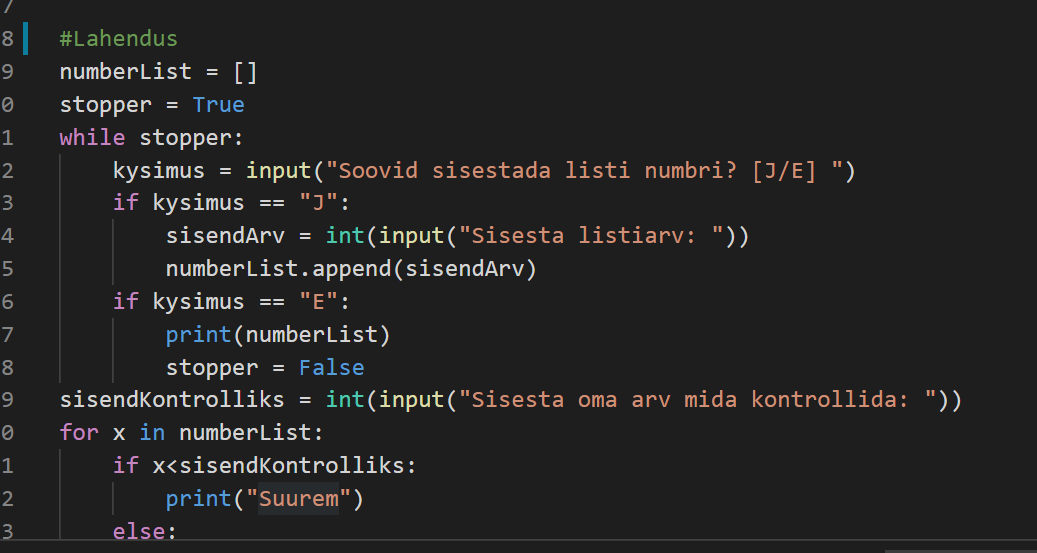 7
8 #Lahendus
9 numberList = []
0 stopper = True
1 while stopper:
2 kysimus = input("Soovid sisestada listi numbri? [J/E] ")
3 if kysimus == "J":
4 sisendArv = int(input("Sisesta listiarv: "))
5 numberList.append(sisendArv)
6 if kysimus == "E":
7 print(numberList)
8 stopper = False
9 sisendKontrolliks = int(input("Sisesta oma arv mida kontrollida: "))
0 for x in numberList:
1 if x<sisendKontrolliks:
2 print("Suurem")
3 else: